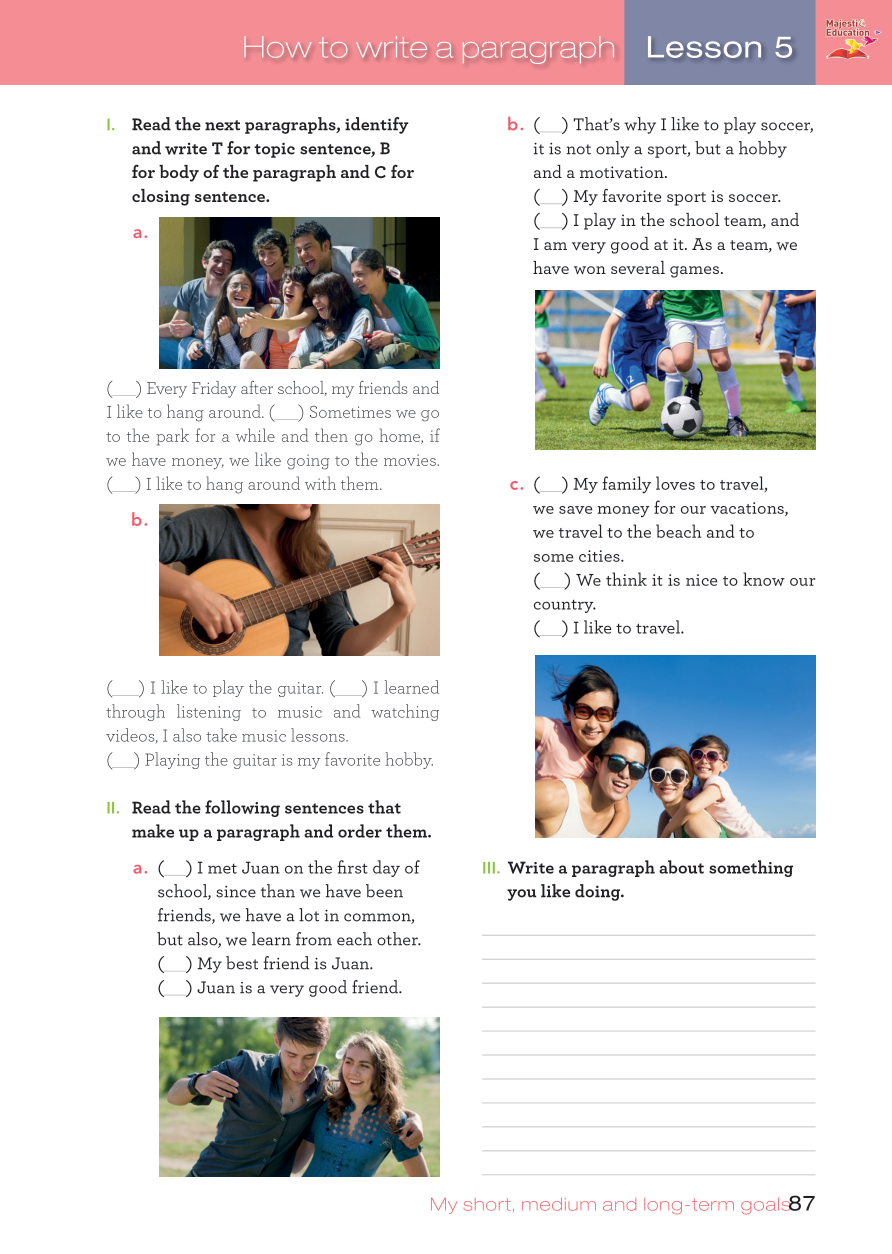 How to write a paragraph
Lesson 5
Majestic
Education
I. Read the next paragraphs, identify
and write T for topic sentence, B
for body of the paragraph and C for
closing sentence.
a.
(___) Every Friday after school, my friends and
I like to hang around. (___) Sometimes we go
to the park for a while and then go home, if
we have money, we like going to the movies.
(___) I like to hang around with them.
b.
(___) I like to play the guitar. (___) I learned
through listening to music and watching
videos, I also take music lessons.
(___) Playing the guitar is my favorite hobby.
II. Read the following sentences that
make up a paragraph and order them.
a. (___) I met Juan on the first day of
school, since than we have been
friends, we have a lot in common,
but also, we learn from each other.
(___) My best friend is Juan.
(___) Juan is a very good friend.
b. (___) That's why I like to play soccer,
it is not only a sport, but a hobby
and a motivation.
(___) My favorite sport is soccer.
(___) I play in the school team, and
I am very good at it. As a team, we
have won several games.
c. (___) My family loves to travel,
we save money for our vacations,
we travel to the beach and to
some cities.
(___) We think it is nice to know our
country.
(___) I like to travel.
III. Write a paragraph about something
you like doing.
My short, medium and long-term goals 87